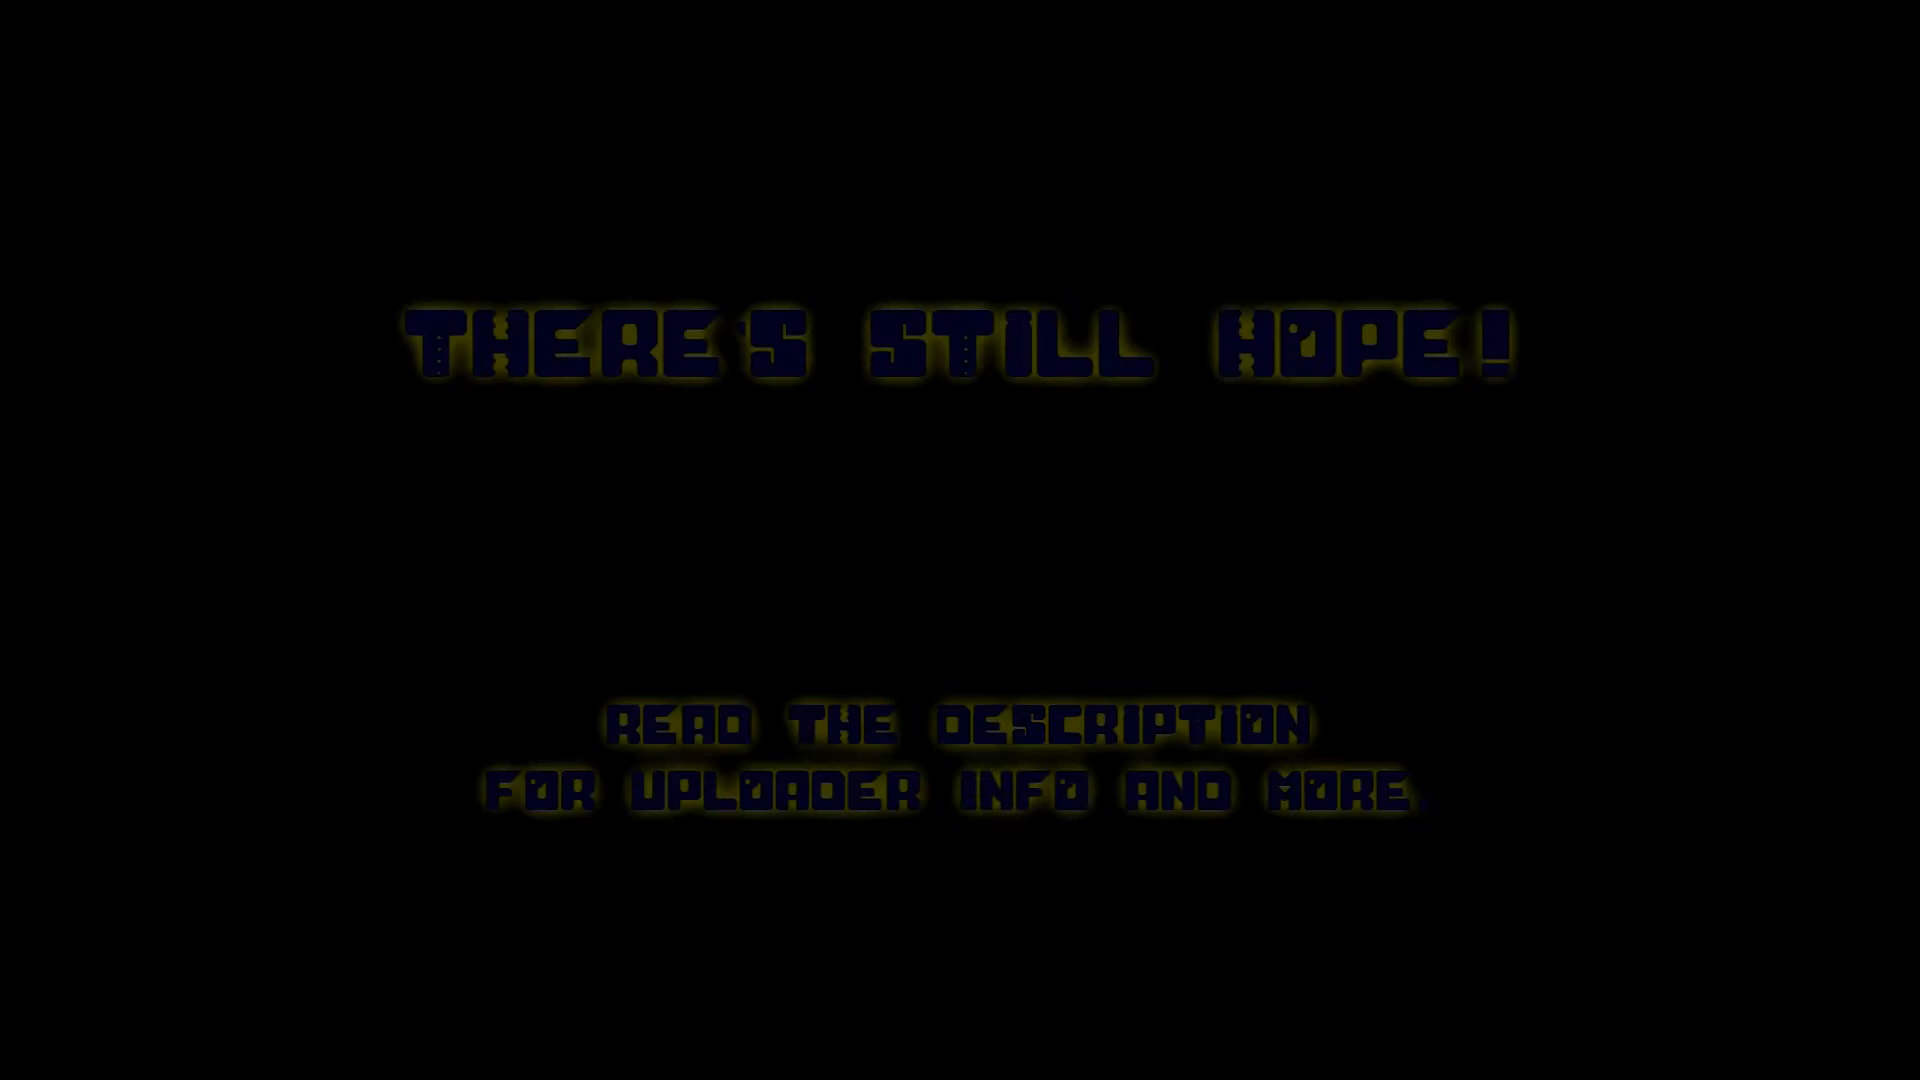 THERE'S STILL HOPE!
READ THE DESCRIPTION
FOR UPLOADER INFO AND MORE.